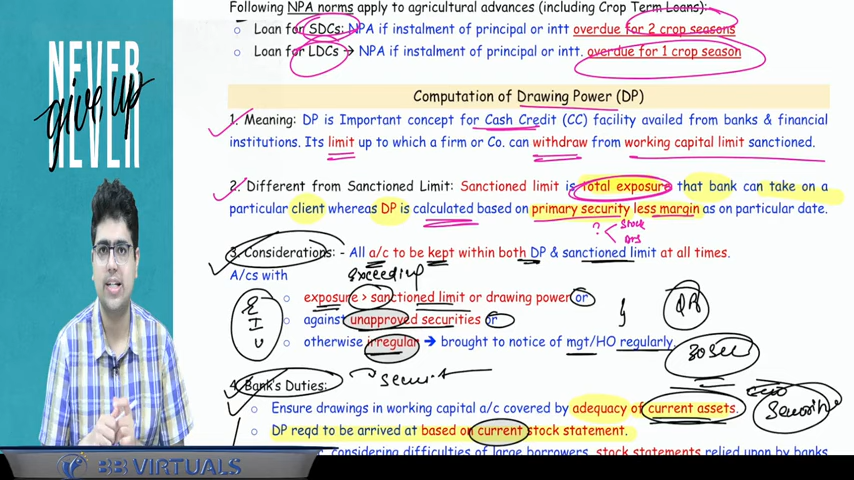 Following NPA norms apply to agricultural advances (including Crop Term Loans):
o Loan for SDCs: NPA if instalment of principal or intt overdue for 2 crop seasons
o Loan for LDCs → NPA if instalment of principal or intt. overdue for 1 crop season
NEVER
give up
NEVER
Computation of Drawing Power (DP)
1. Meaning: DP is Important concept for Cash Credit (CC) facility availed from banks & financial
institutions. Its limit up to which a firm or Co. can withdraw from working capital limit sanctioned.
2. Different from Sanctioned Limit: Sanctioned limit is total exposure that bank can take on a
particular client whereas DP is calculated based on primary security less margin as on particular date.
? < Stock
Drs
3. Considerations: - All a/c to be kept within both DP & sanctioned limit at all times.
A/cs with
exceeding
o exposure > sanctioned limit or drawing power or
o against unapproved securities or
o otherwise irregular → brought to notice of mgt/HO regularly.
E
I
U
4. Bank's Duties:
o Ensure drawings in working capital a/c covered by adequacy of current assets.
o DP reqd to be arrived at based on current stock statement.
considering difficulties of large borrowers, stock statements relied upon by banks
BB VIRTUALS